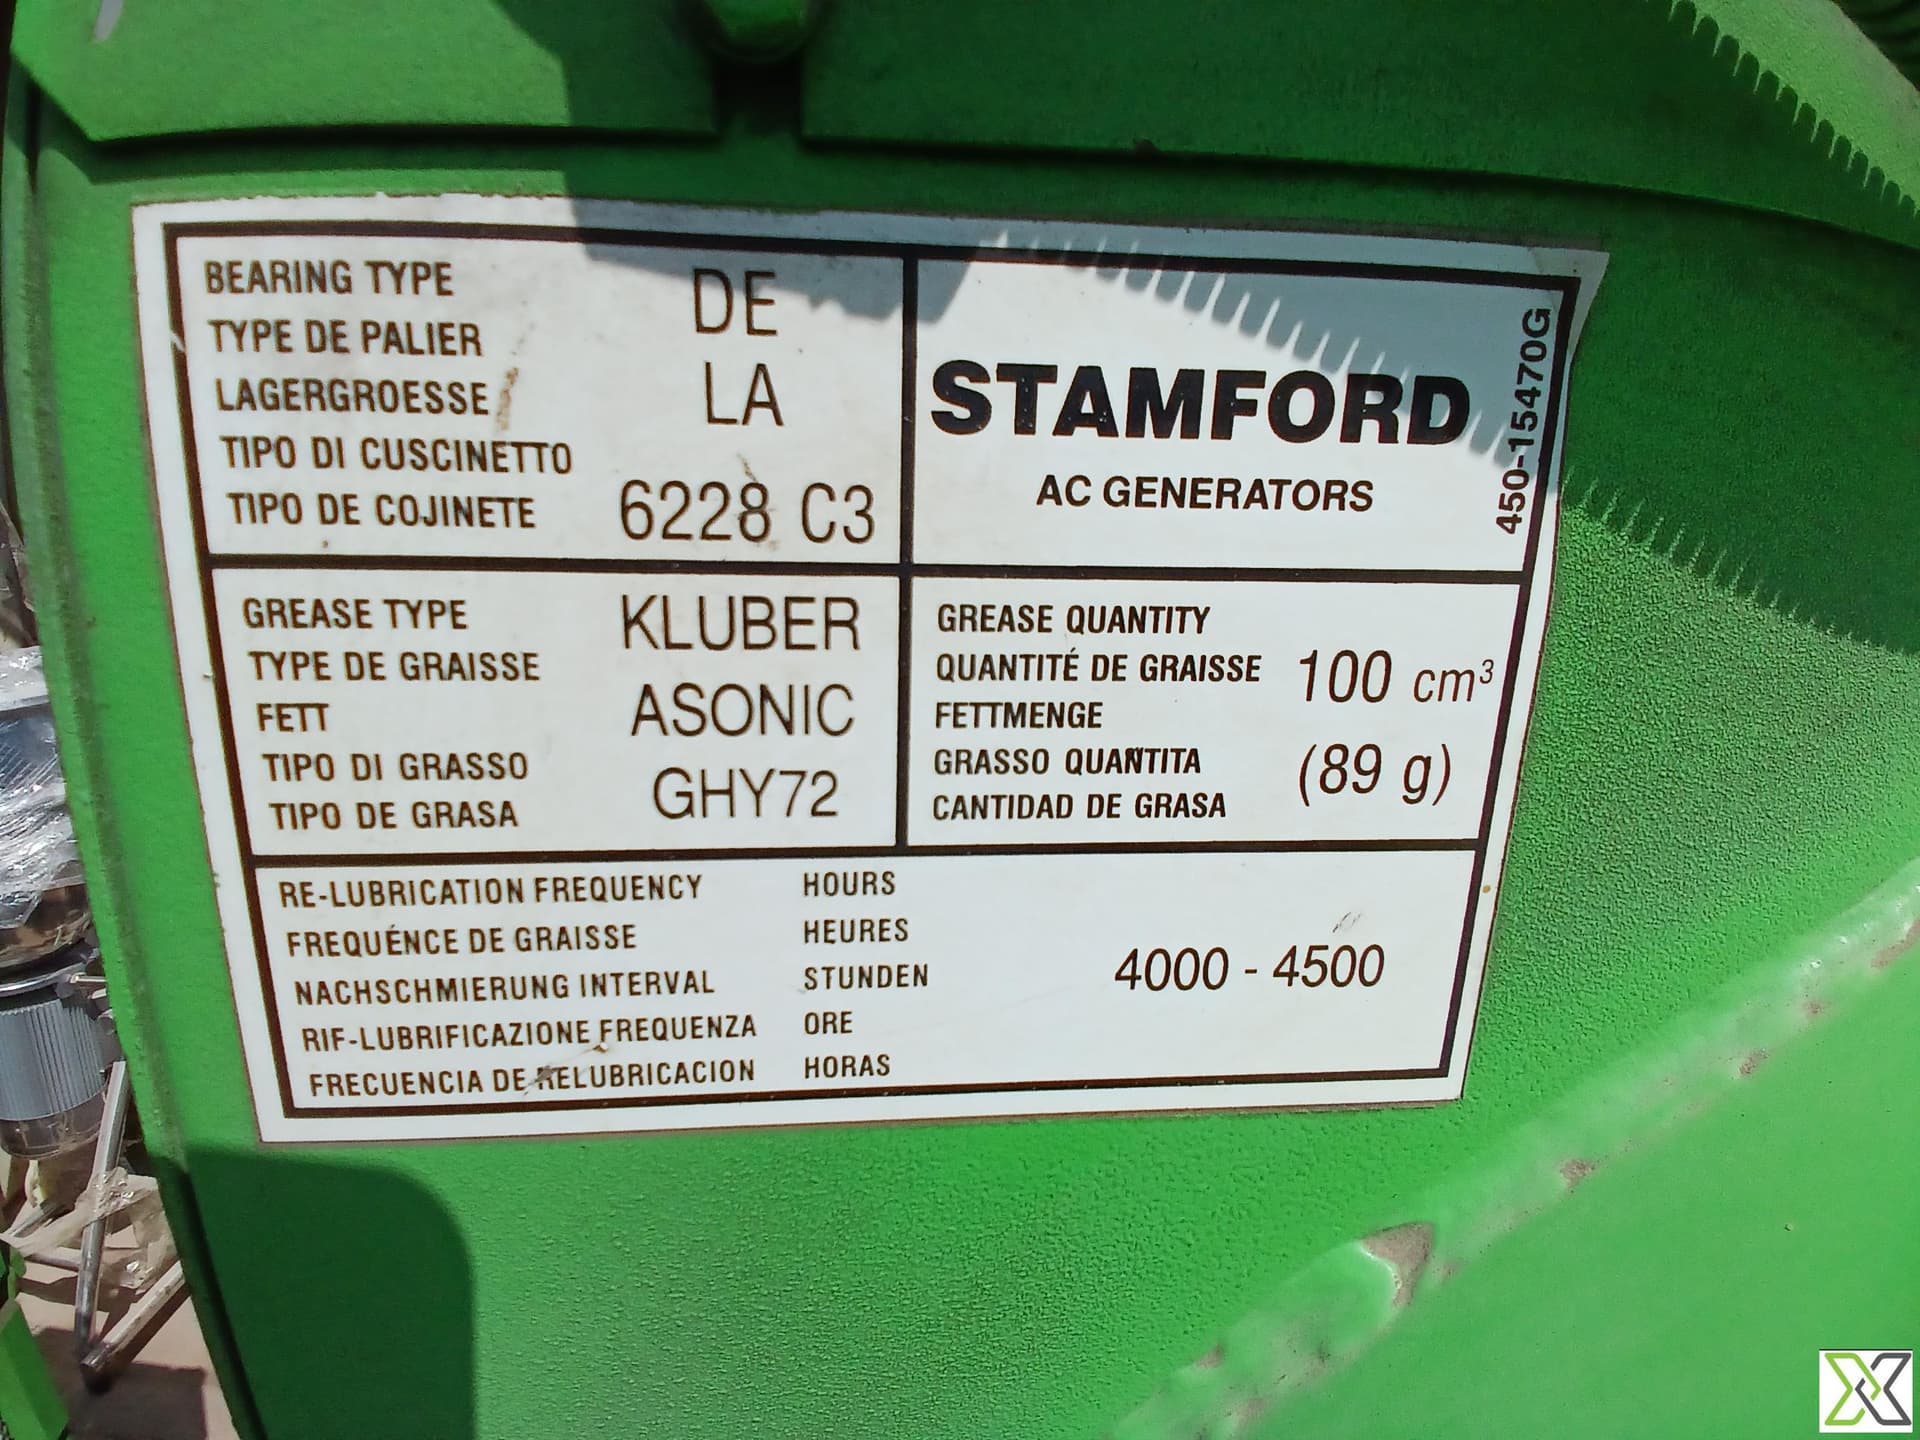 BEARING TYPE
TYPE DE PALIER
LAGERGROESSE
TIPO DI CUSCINETTO
TIPO DE COJINETE
DE
LA
6228 C3
STAMFORD
AC GENERATORS
450-15470G
GREASE TYPE
TYPE DE GRAISSE
FETT
TIPO DI GRASSO
TIPO DE GRASA
KLUBER
ASONIC
GHY72
GREASE QUANTITY
QUANTITÉ DE GRAISSE
FETTMENGE
GRASSO QUANTITA
CANTIDAD DE GRASA
100 cm³
(89 g)
RE-LUBRICATION FREQUENCY HOURS
FREQUÉNCE DE GRAISSE HEURES
NACHSCHMIERUNG INTERVAL STUNDEN
RIF-LUBRIFICAZIONE FREQUENZA ORE
FRECUENCIA DE RELUBRICACION HORAS
4000 - 4500